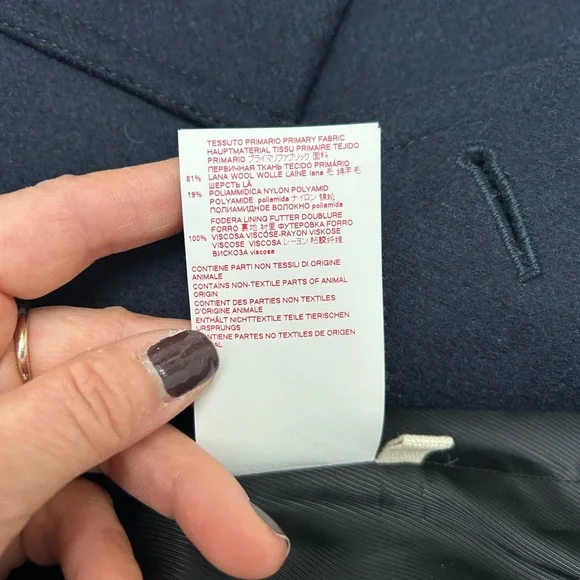 TESSUTO PRIMARIO PRIMARY FABRIC
HAUPTMATERIAL TISSU PRIMAIRE TEJIDO
PRIMARIO プライマリファブリック 面料
ПЕРВИЧНАЯ ТКАНЬ TECIDO PRIMÁRIO
81% LANA WOOL WOLLE LAINE lana 毛 綿羊毛
ШЕРСТЬ LÃ
19% POLIAMMIDICA NYLON POLYAMID
POLYAMIDE poliamida ナイロン 锦纶
ПОЛИАМИДНОЕ ВОЛОКНО poliamida
FODERA LINING FUTTER DOUBLURE
FORRO 裏地 衬里 ФУТЕРОВКА FORRO
100% VISCOSA VISCOSE-RAYON VISKOSE
VISCOSE VISCOSA レーヨン 粘胶纤维
ВИСКОЗА viscosa
CONTIENE PARTI NON TESSILI DI ORIGINE
ANIMALE
CONTAINS NON-TEXTILE PARTS OF ANIMAL
ORIGIN
CONTIENT DES PARTIES NON TEXTILES
D'ORIGINE ANIMALE
ENTHÄLT NICHTTEXTILE TEILE TIERISCHEN
URSPRUNGS
CONTIENE PARTES NO TEXTILES DE ORIGEN